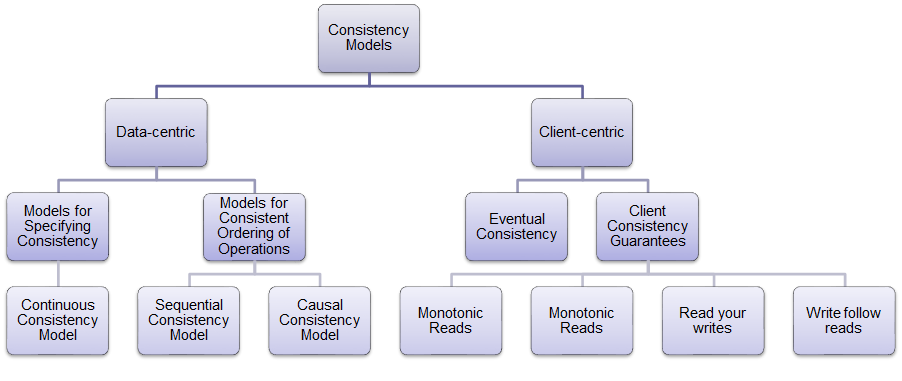 Consistency
Models
Data-centric
Client-centric
Models for
Specifying
Consistency
Models for
Consistent
Ordering of
Operations
Eventual
Consistency
Client
Consistency
Guarantees
Continuous
Consistency
Model
Sequential
Consistency
Model
Causal
Consistency
Model
Monotonic
Reads
Monotonic
Reads
Read your
writes
Write follow
reads